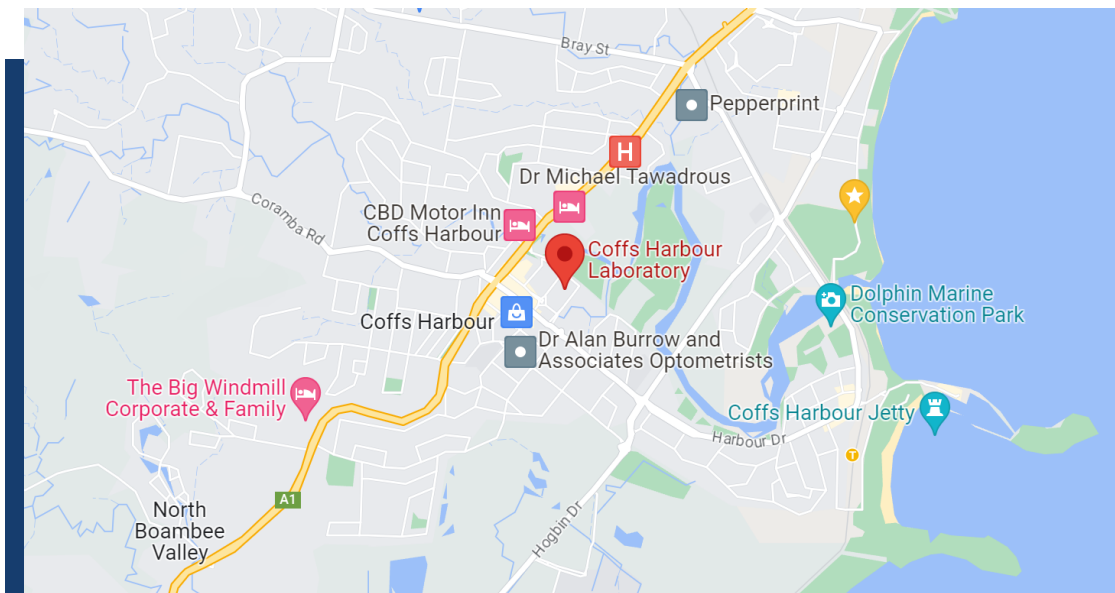 Bray St
Pepperprint
H
Dr Michael Tawadrous
CBD Motor Inn
Coffs Harbour
Coramba Rd
Coffs Harbour
Laboratory
Dolphin Marine
Conservation Park
Coffs Harbour
Dr Alan Burrow and
Associates Optometrists
The Big Windmill
Corporate & Family
Coffs Harbour Jetty
Harbour Dr
T
A1
North
Boambee
Valley
Hogbin Dr